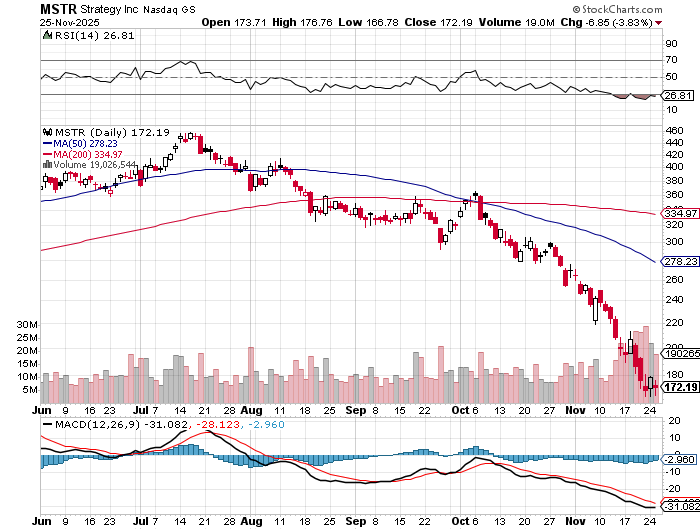 MSTR Strategy Inc Nasdaq GS © StockCharts.com
25-Nov-2025 Open 173.71 High 176.76 Low 166.78 Close 172.19 Volume 19.0M Chg -6.85 (-3.83%)
RSI(14) 26.81
90
70
50
26.81
10
MSTR (Daily) 172.19
MA(50) 278.23
MA(200) 334.97
Volume 19,026,544
460
440
420
400
380
360
334.97
320
300
278.23
260
240
220
200
190265
180
172.19
30M
25M
20M
15M
10M
5M
Jun 9 16 23 Jul 7 14 21 28 Aug 11 18 25 Sep 8 15 22 Oct 6 13 20 27 Nov 10 17 24
MACD(12,26,9) -31.082, -28.123, -2.960
20
10
-2.960
-10
-20
-31.082
Jun 9 16 23 Jul 7 14 21 28 Aug 11 18 25 Sep 8 15 22 Oct 6 13 20 27 Nov 10 17 24